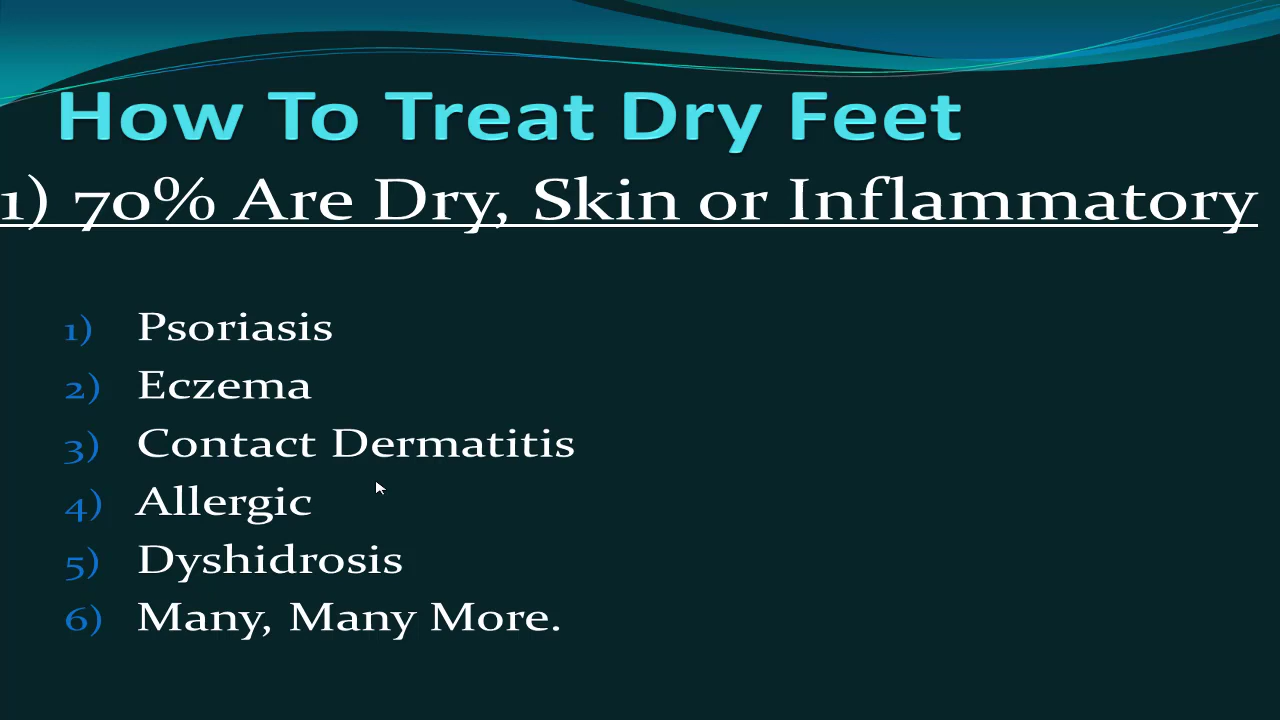 How To Treat Dry Feet
1) 70% Are Dry, Skin or Inflammatory
1) Psoriasis
2) Eczema
3) Contact Dermatitis
4) Allergic
5) Dyshidrosis
6) Many, Many More.